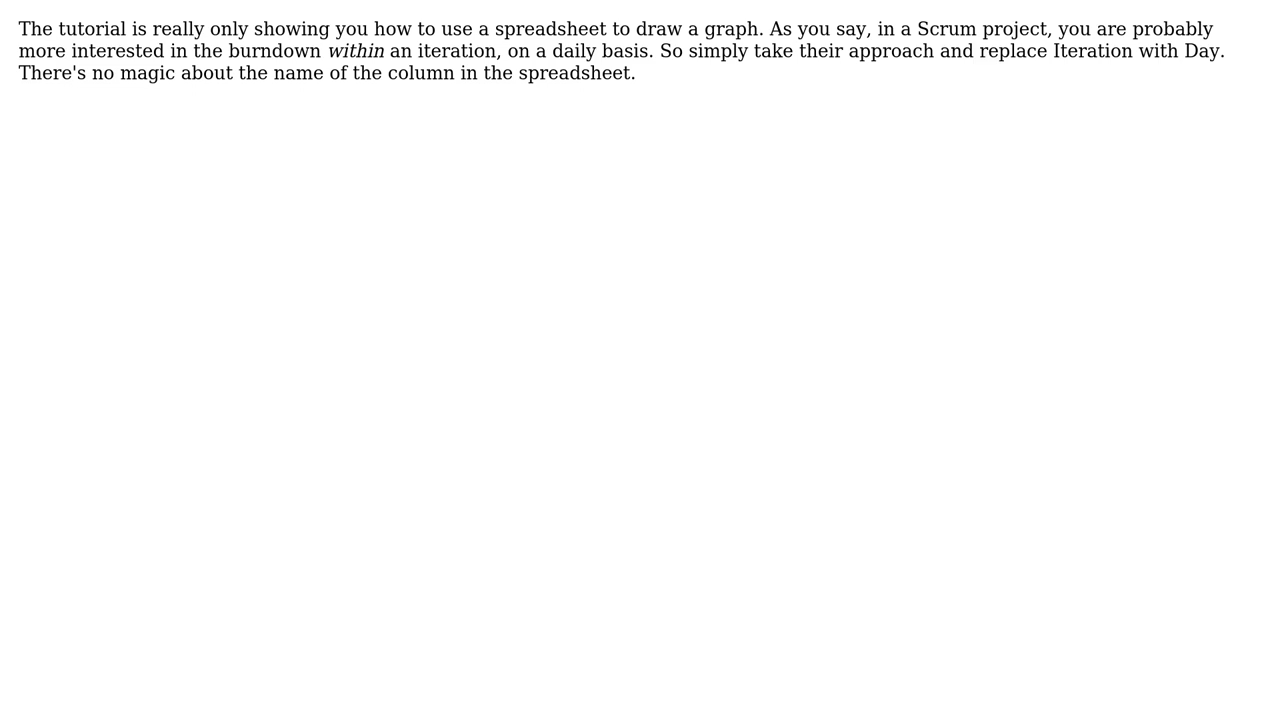 The tutorial is really only showing you how to use a spreadsheet to draw a graph. As you say, in a Scrum project, you are probably
more interested in the burndown within an iteration, on a daily basis. So simply take their approach and replace Iteration with Day.
There's no magic about the name of the column in the spreadsheet.